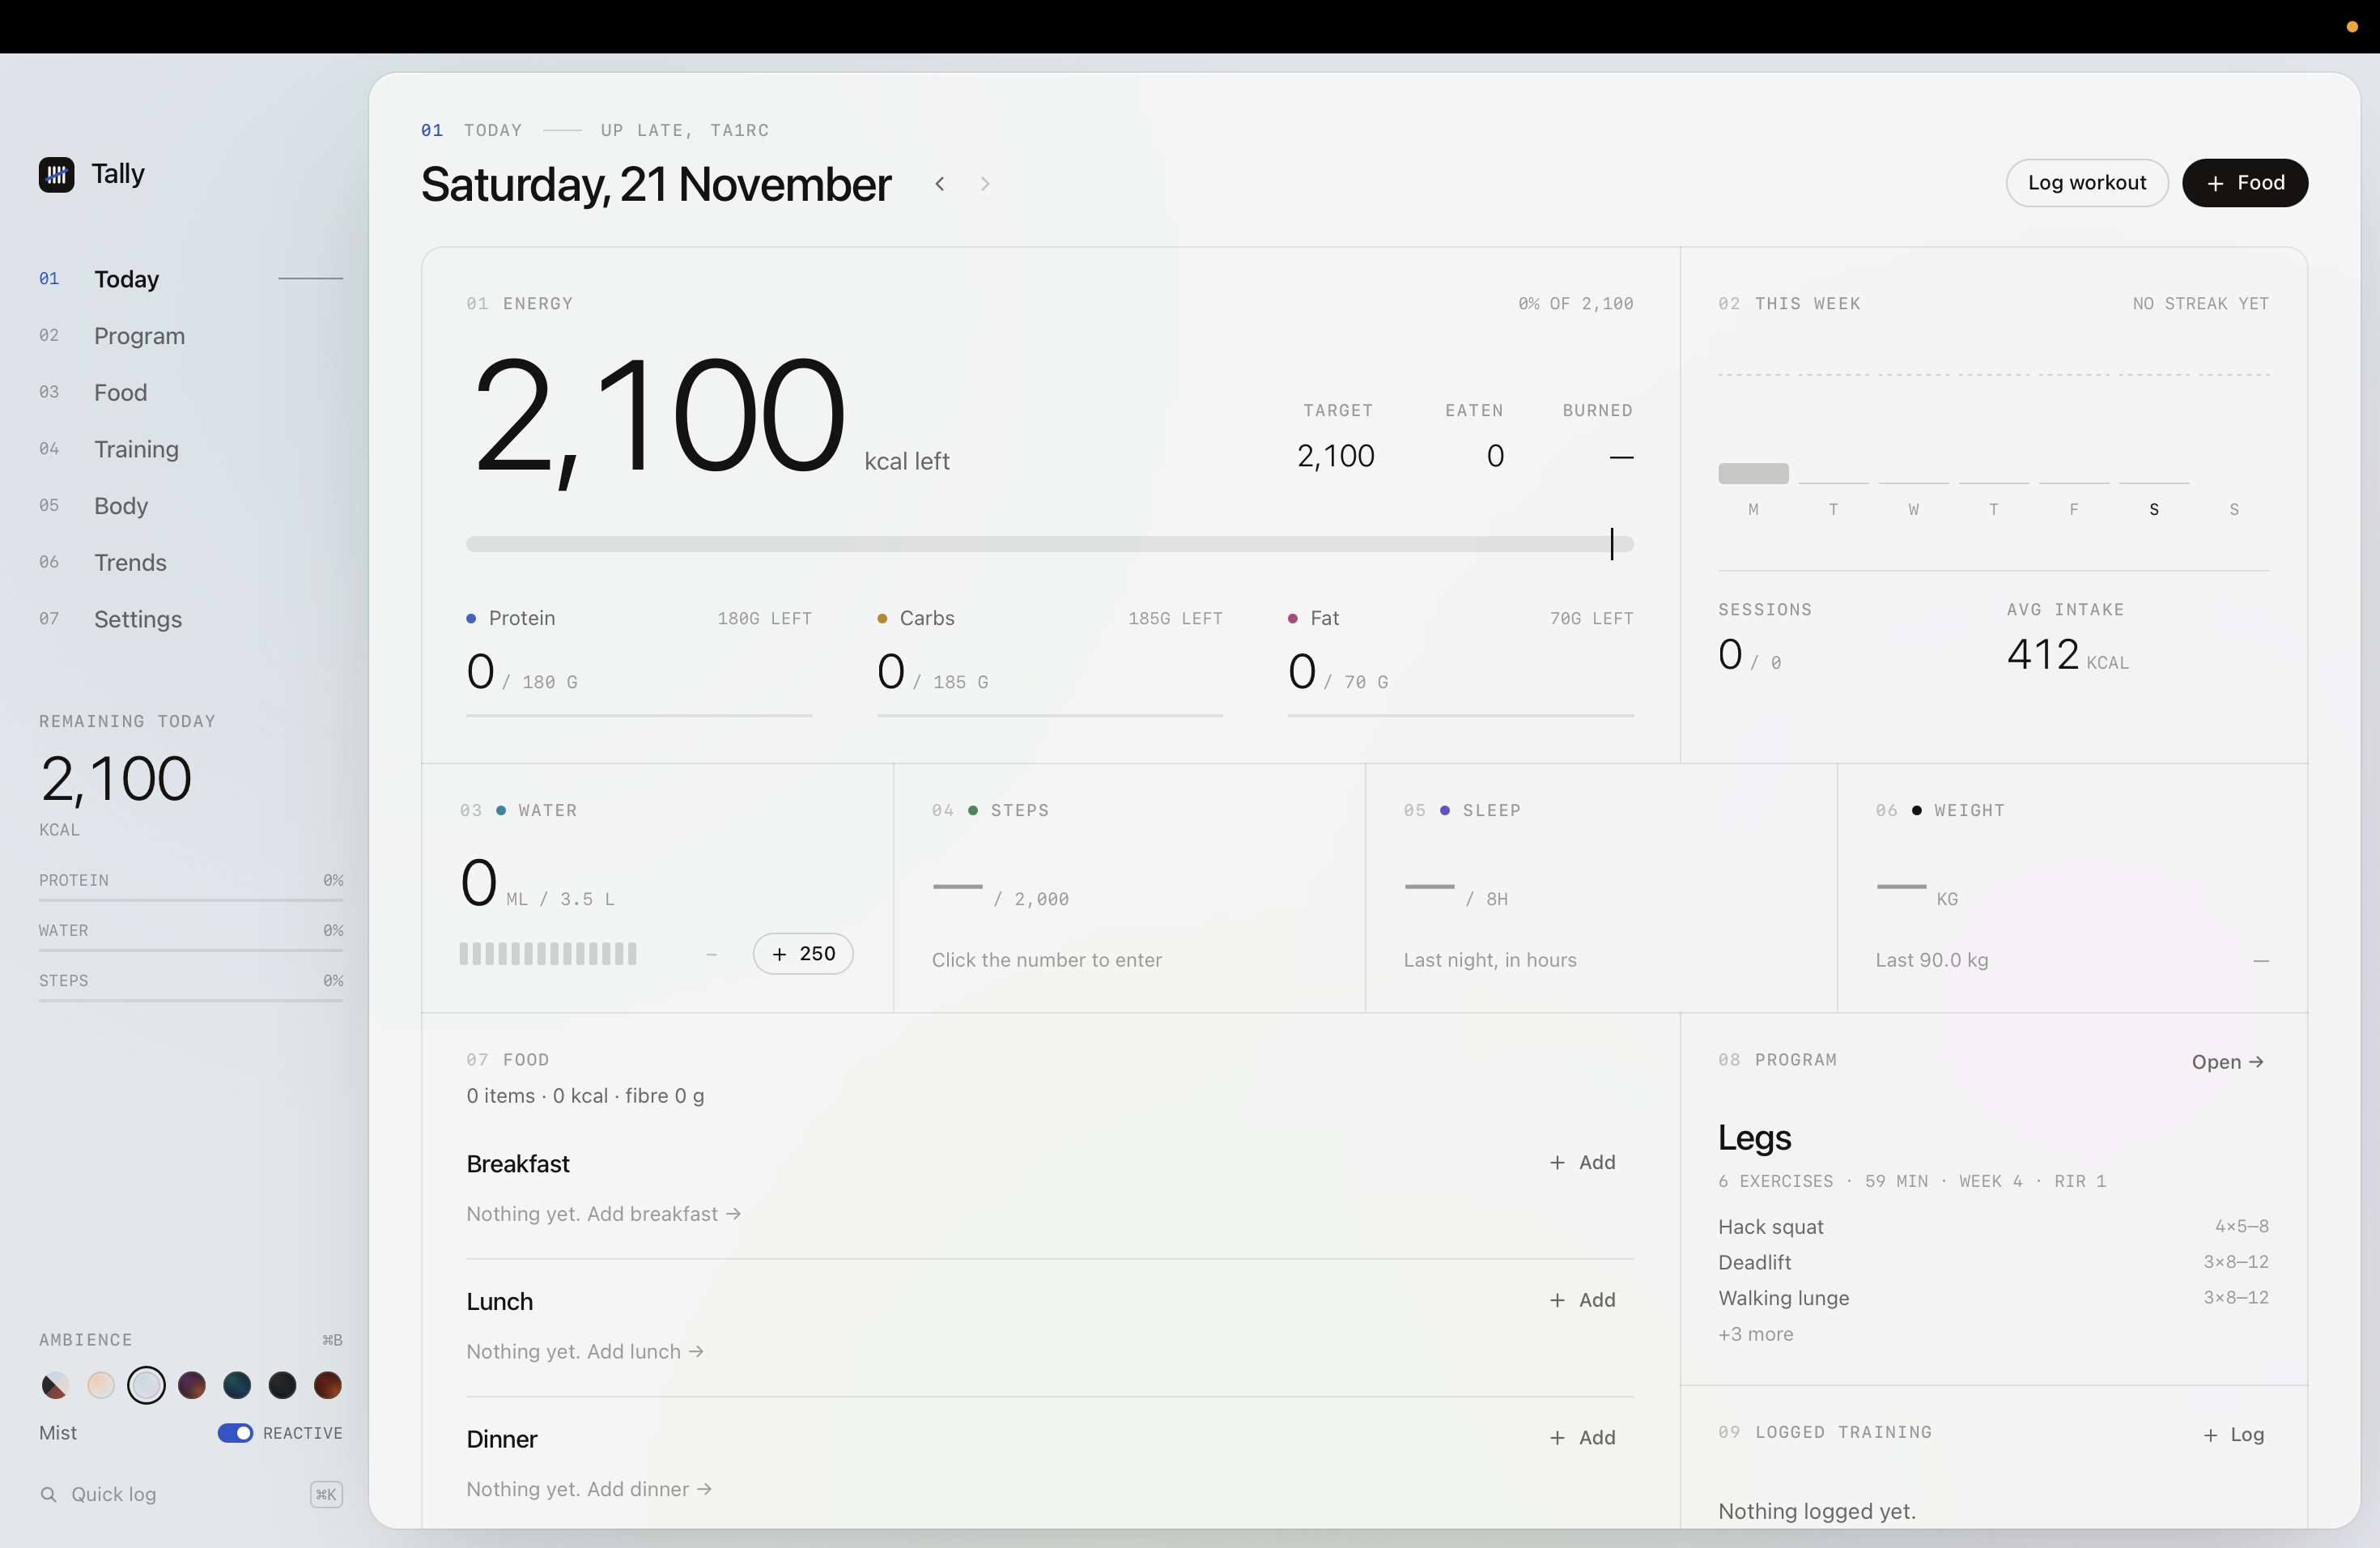 Tally
01 Today
02 Program
03 Food
04 Training
05 Body
06 Trends
07 Settings
REMAINING TODAY
2,100
KCAL
PROTEIN 0%
WATER 0%
STEPS 0%
AMBIENCE ⌘B
Mist REACTIVE
Quick log ⌘K
01 TODAY UP LATE, TA1RC
Saturday, 21 November
Log workout
+ Food
01 ENERGY 0% OF 2,100
2,100 kcal left
TARGET EATEN BURNED
2,100 0 —
Protein 180G LEFT
0 / 180 G
Carbs 185G LEFT
0 / 185 G
Fat 70G LEFT
0 / 70 G
02 THIS WEEK NO STREAK YET
M T W T F S S
SESSIONS
0 / 0
AVG INTAKE
412 KCAL
03 WATER
0 ML / 3.5 L
− + 250
04 STEPS
— / 2,000
Click the number to enter
05 SLEEP
— / 8H
Last night, in hours
06 WEIGHT
— KG
Last 90.0 kg —
07 FOOD
0 items · 0 kcal · fibre 0 g
Breakfast + Add
Nothing yet. Add breakfast →
Lunch + Add
Nothing yet. Add lunch →
Dinner + Add
Nothing yet. Add dinner →
08 PROGRAM Open →
Legs
6 EXERCISES · 59 MIN · WEEK 4 · RIR 1
Hack squat 4×5–8
Deadlift 3×8–12
Walking lunge 3×8–12
+3 more
09 LOGGED TRAINING + Log
Nothing logged yet.